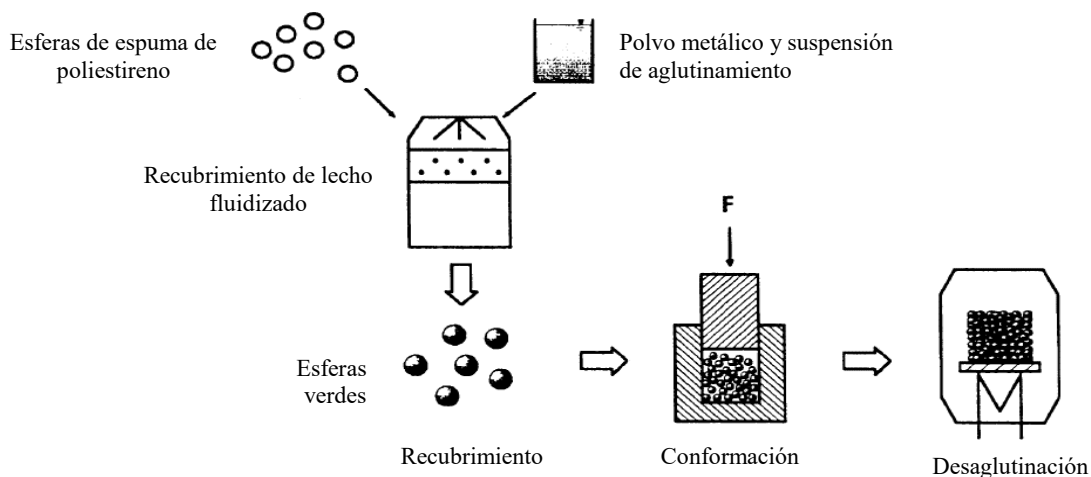 Esferas de espuma de
poliestireno
Polvo metálico y suspensión
de aglutinamiento
Recubrimiento de lecho
fluidizado
F
Esferas
verdes
Recubrimiento
Conformación
Desaglutinación